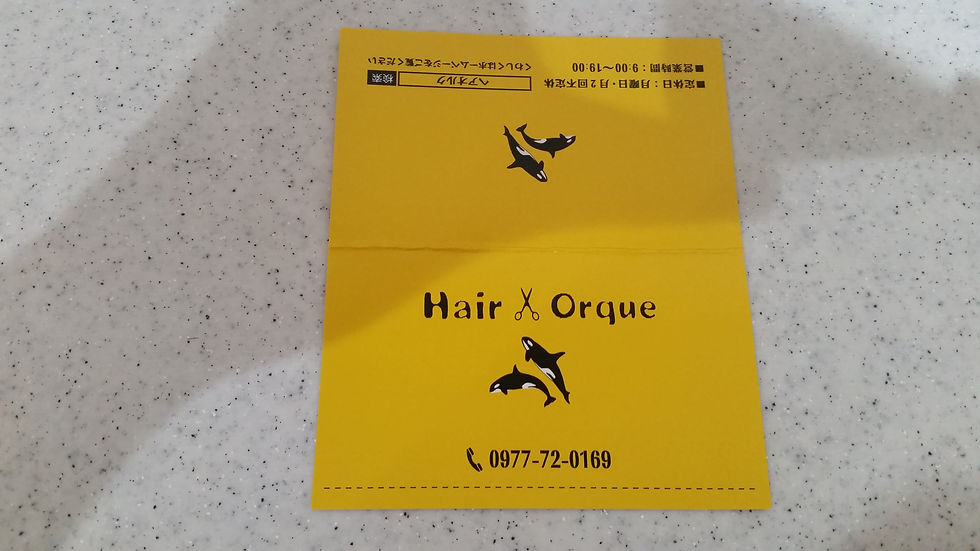 Hair Orque
0977-72-0169
■定休日：月曜日・月2回不定休
■営業時間：9:00〜19:00
ヘアオルク 検索
くわしくはホームページをご覧ください